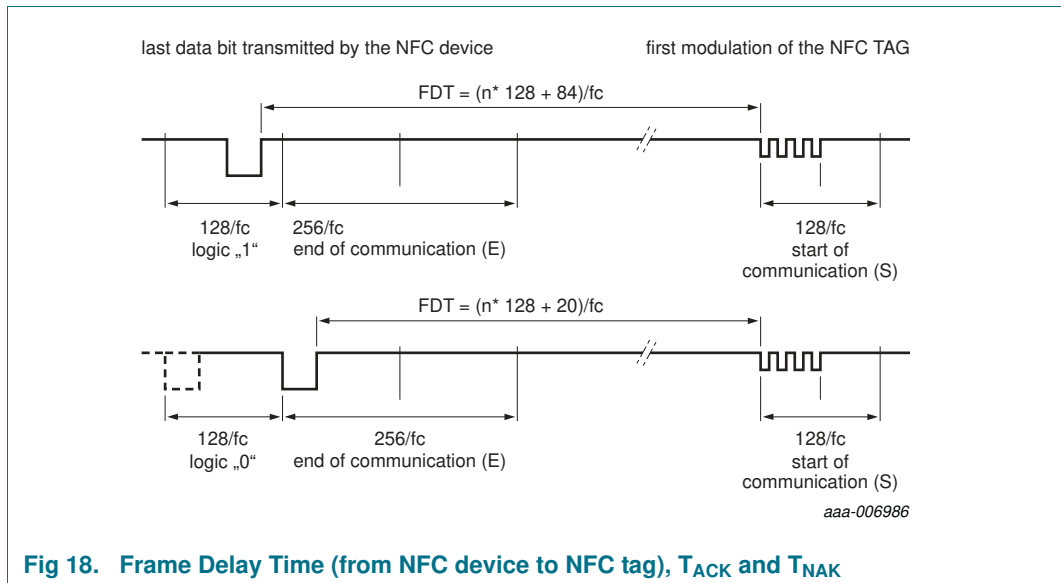 last data bit transmitted by the NFC device
first modulation of the NFC TAG
FDT = (n* 128 + 84)/fc
128/fc
logic „1“
256/fc
end of communication (E)
128/fc
start of
communication (S)
FDT = (n* 128 + 20)/fc
128/fc
logic „0“
256/fc
end of communication (E)
128/fc
start of
communication (S)
aaa-006986
Fig 18. Frame Delay Time (from NFC device to NFC tag), TACK and TNAK